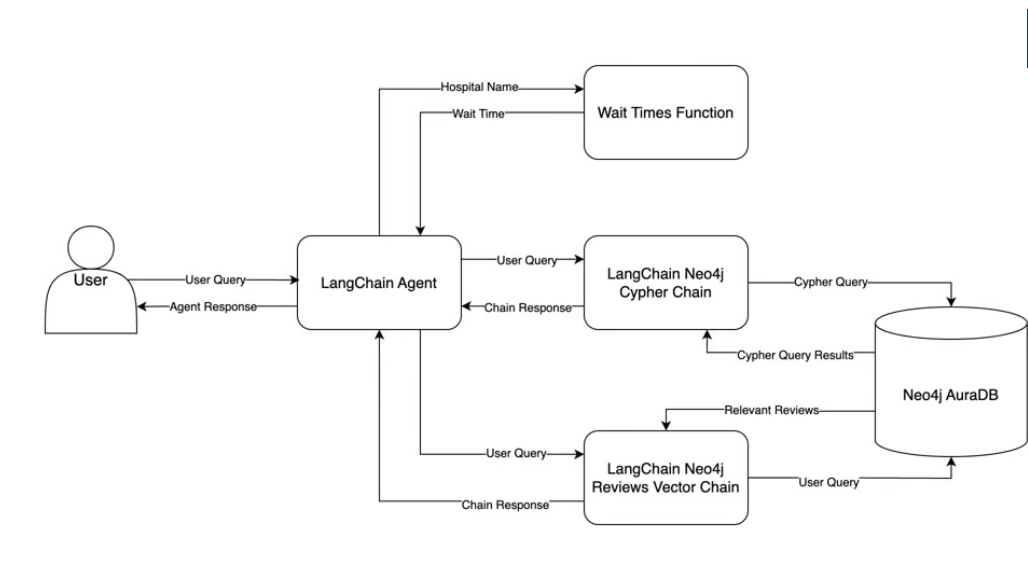 Hospital Name
Wait Time
Wait Times Function
User
User Query
Agent Response
LangChain Agent
User Query
Chain Response
LangChain Neo4j
Cypher Chain
Cypher Query
Cypher Query Results
Neo4j AuraDB
Relevant Reviews
User Query
Chain Response
LangChain Neo4j
Reviews Vector Chain
User Query